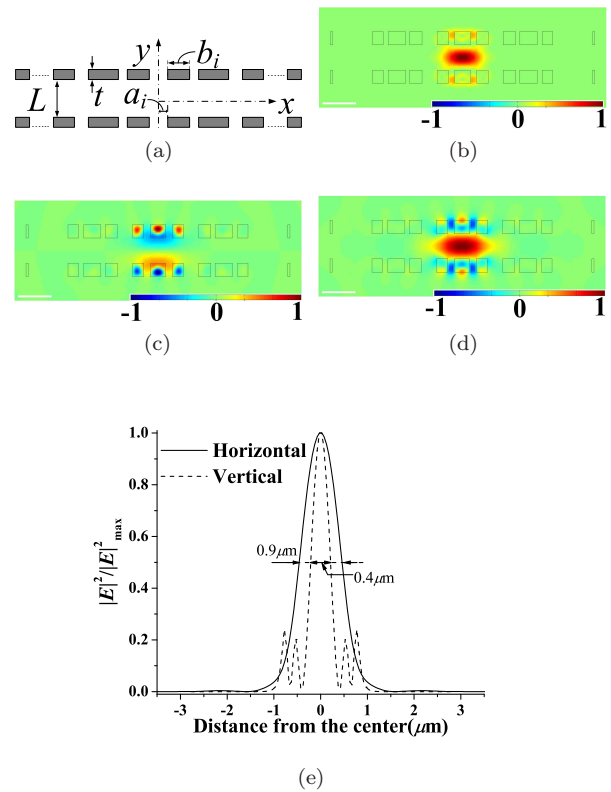 y b_i
L t a_i x
(a)
-1 0 1
(b)
-1 0 1
(c)
-1 0 1
(d)
1.0
0.8
0.6
0.4
0.2
0.0
|E|²/|E|²max
Horizontal
Vertical
0.9μm
0.4μm
-3 -2 -1 0 1 2 3
Distance from the center(μm)
(e)